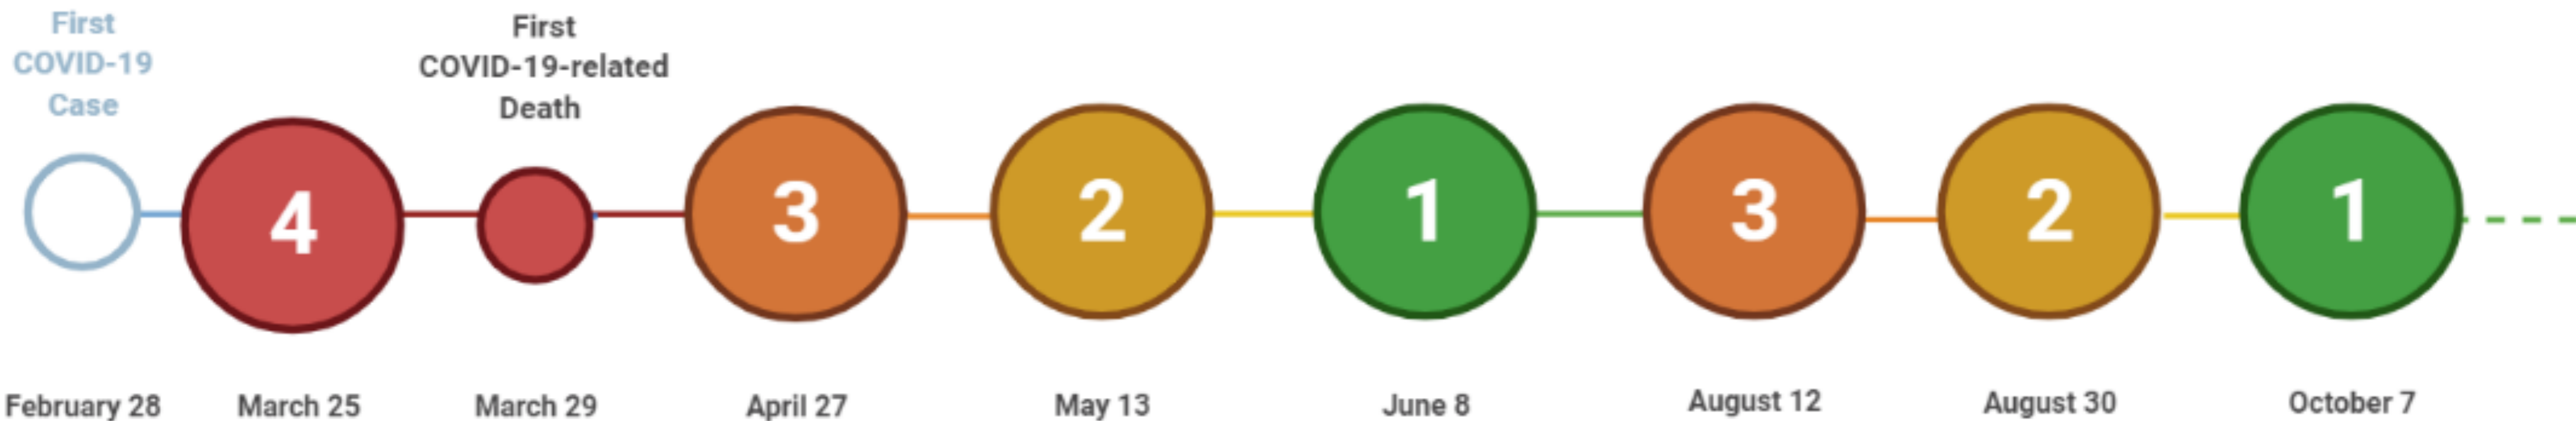 First
COVID-19
Case
First
COVID-19-related
Death
4
3
2
1
3
2
1
February 28
March 25
March 29
April 27
May 13
June 8
August 12
August 30
October 7